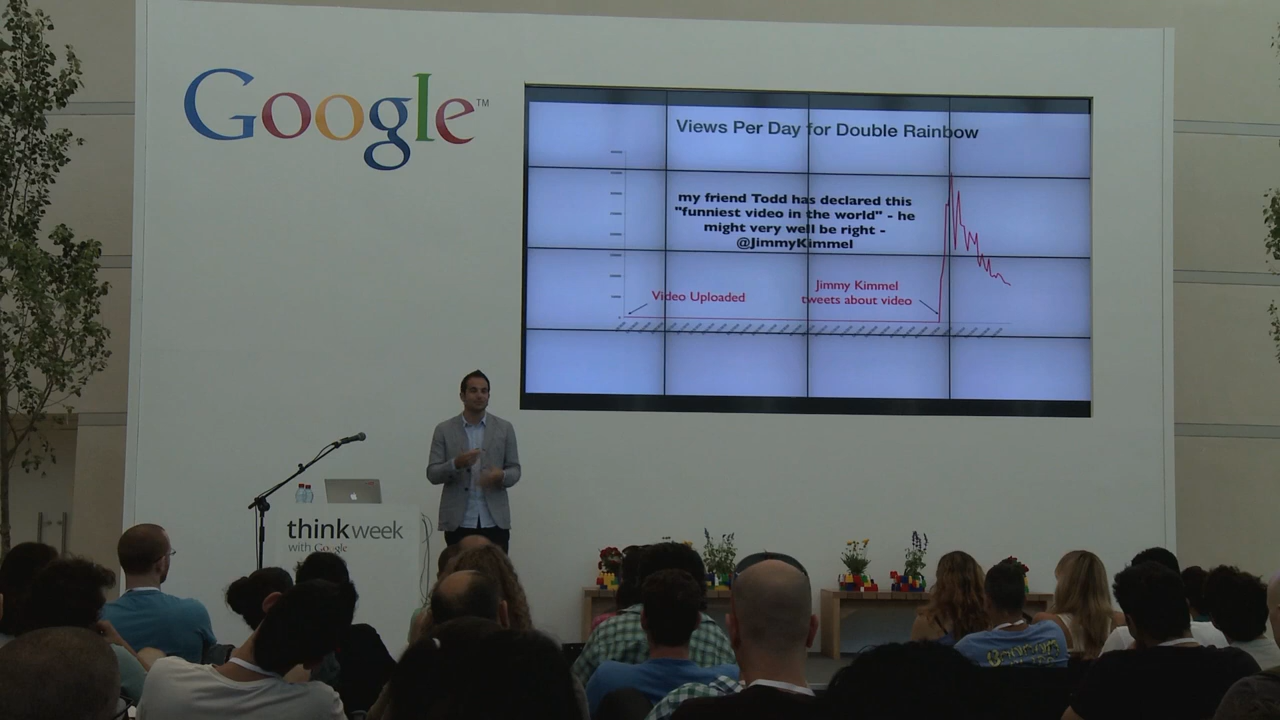 Google™
Views Per Day for Double Rainbow
my friend Todd has declared this
"funniest video in the world" - he
might very well be right -
@JimmyKimmel
Video Uploaded
Jimmy Kimmel
tweets about video
thinkweek
with Google